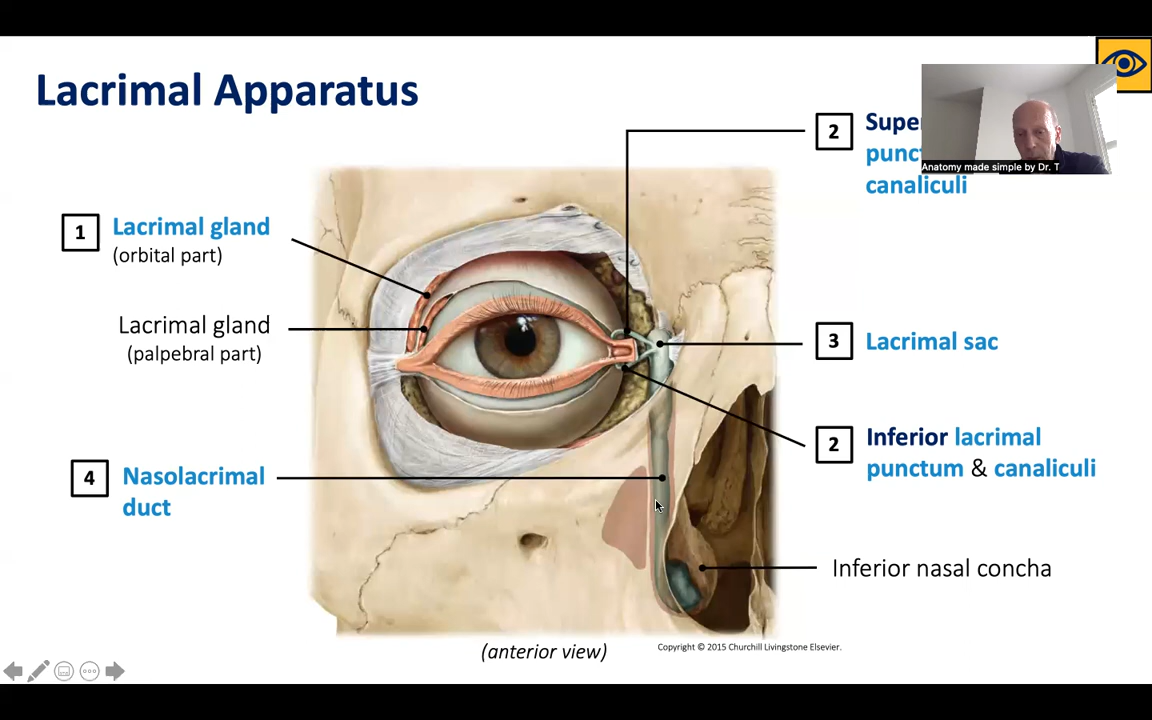 Lacrimal Apparatus
2
punc
canaliculi
Anatomy made simple by Dr. T
1
Lacrimal gland
(orbital part)
Lacrimal gland
(palpebral part)
3
Lacrimal sac
2
Inferior lacrimal
punctum & canaliculi
4
Nasolacrimal
duct
Inferior nasal concha
(anterior view)
Copyright © 2015 Churchill Livingstone Elsevier.